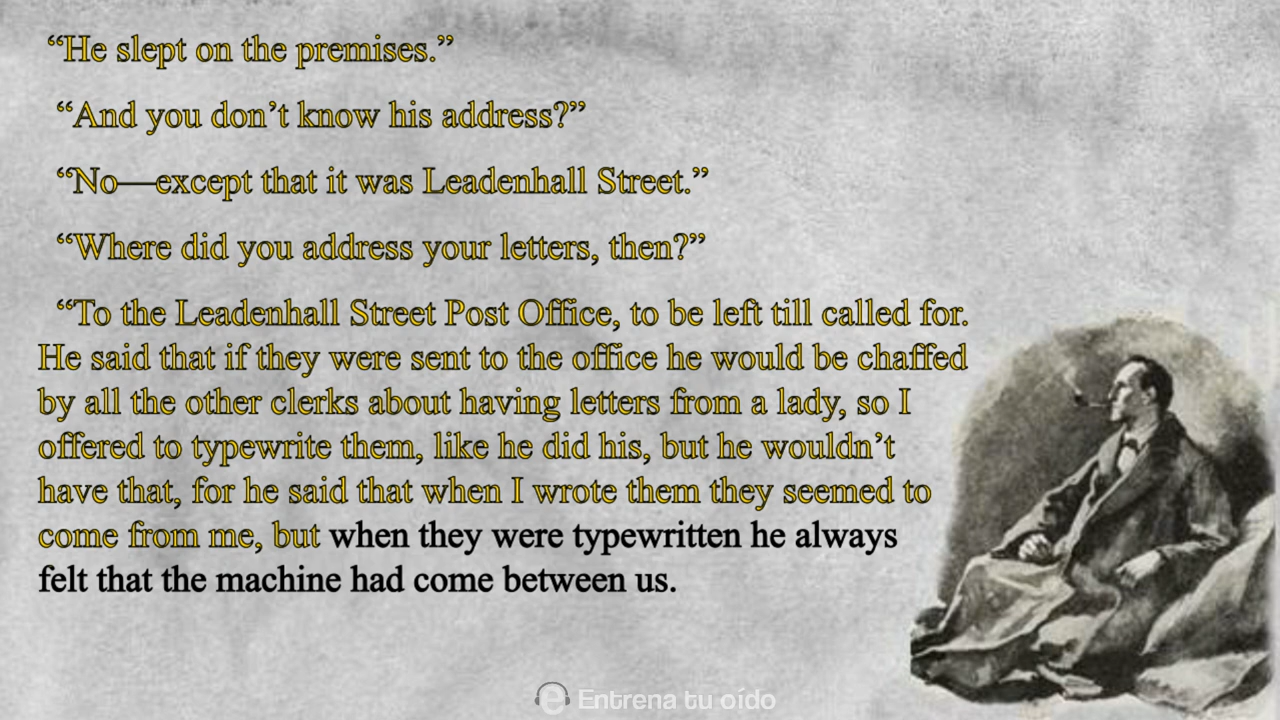 “He slept on the premises.”
“And you don’t know his address?”
“No—except that it was Leadenhall Street.”
“Where did you address your letters, then?”
“To the Leadenhall Street Post Office, to be left till called for.
He said that if they were sent to the office he would be chaffed
by all the other clerks about having letters from a lady, so I
offered to typewrite them, like he did his, but he wouldn’t
have that, for he said that when I wrote them they seemed to
come from me, but when they were typewritten he always
felt that the machine had come between us.
e Entrena tu oído